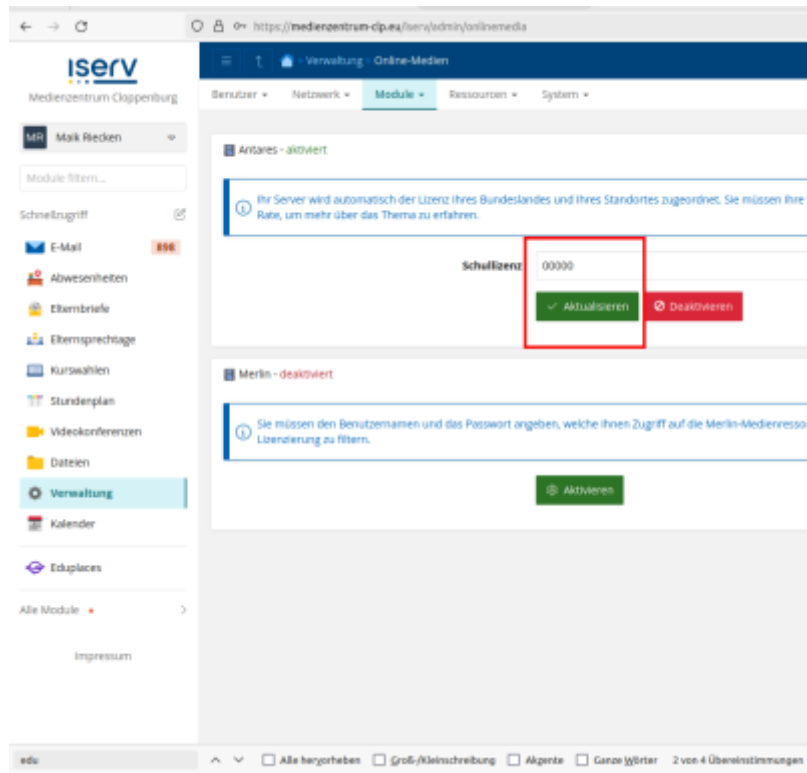 https://medienzentrum-clp.eu/iserv/admin/onlinemedia
IServ
Verwaltung › Online-Medien
Medienzentrum Cloppenburg
Benutzer Netzwerk Module Ressourcen System
MR Maik Riecken
Antares - aktiviert
Module filtern...
Ihr Server wird automatisch der Lizenz Ihres Bundeslandes und Ihres Standortes zugeordnet. Sie müssen Ihre
Rate, um mehr über das Thema zu erfahren.
Schnellzugriff
E-Mail 898
Abwesenheiten
Elternbriefe
Elternsprechtage
Kurswahlen
Stundenplan
Videokonferenzen
Dateien
Verwaltung
Kalender
Eduplaces
Alle Module
Impressum
Schullizenz 00000
Aktualisieren Deaktivieren
Merlin - deaktiviert
Sie müssen den Benutzernamen und das Passwort angeben, welche Ihnen Zugriff auf die Merlin-Medienresso
Lizenzierung zu filtern.
Aktivieren
edu Alle hervorheben Groß-/Kleinschreibung Akzente Ganze Wörter 2 von 4 Übereinstimmungen